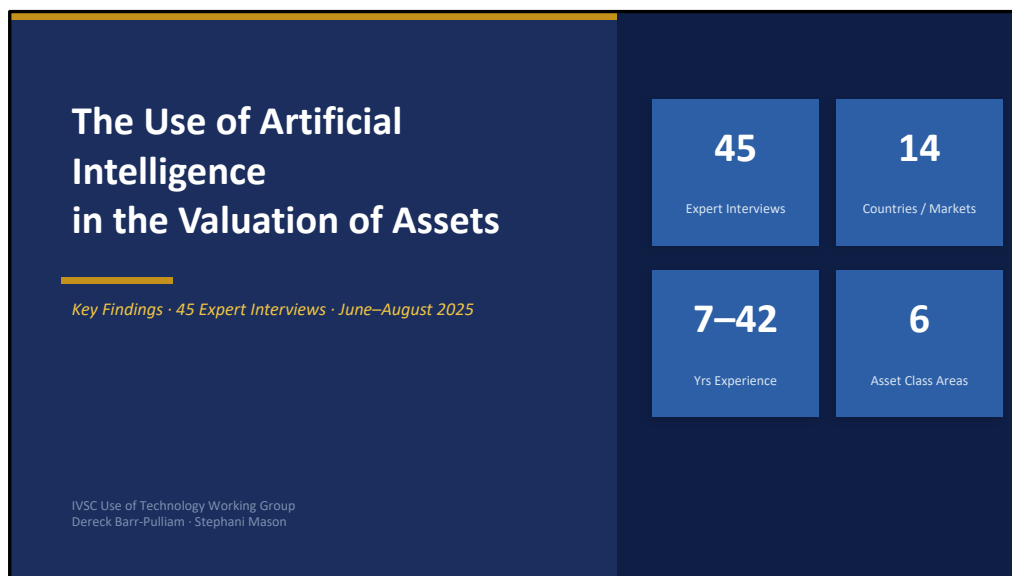 The Use of Artificial
Intelligence
in the Valuation of Assets
Key Findings · 45 Expert Interviews · June–August 2025
IVSC Use of Technology Working Group
Dereck Barr-Pulliam · Stephani Mason
45
Expert Interviews
14
Countries / Markets
7–42
Yrs Experience
6
Asset Class Areas